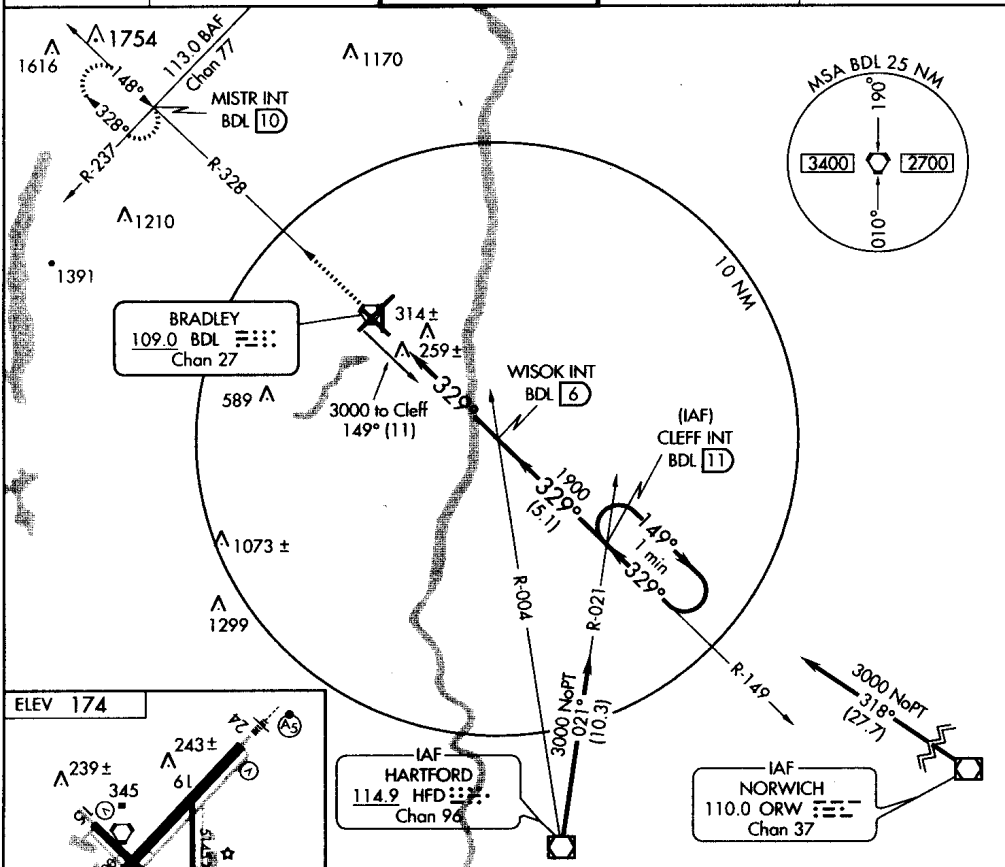 1616
1754
113.0 BAF
Chan 77
1170
148°
328°
MISTR INT
BDL 10
R-237
R-328
MSA BDL 25 NM
190°
3400
2700
010°
1210
1391
10 NM
BRADLEY
109.0 BDL
Chan 27
314 ±
259 ±
329°
589
3000 to Cleff
149° (11)
WISOK INT
BDL 6
(IAF)
CLEFF INT
BDL 11
1900
329°
(5.1)
149°
1 min
329°
1073 ±
1299
R-004
R-021
R-149
3000 NoPT
318°
(27.7)
3000 NoPT
021°
(10.3)
ELEV 174
24
A5
V
243 ±
239 ±
345
19
V
15
IAF
HARTFORD
114.9 HFD
Chan 96
IAF
NORWICH
110.0 ORW
Chan 37